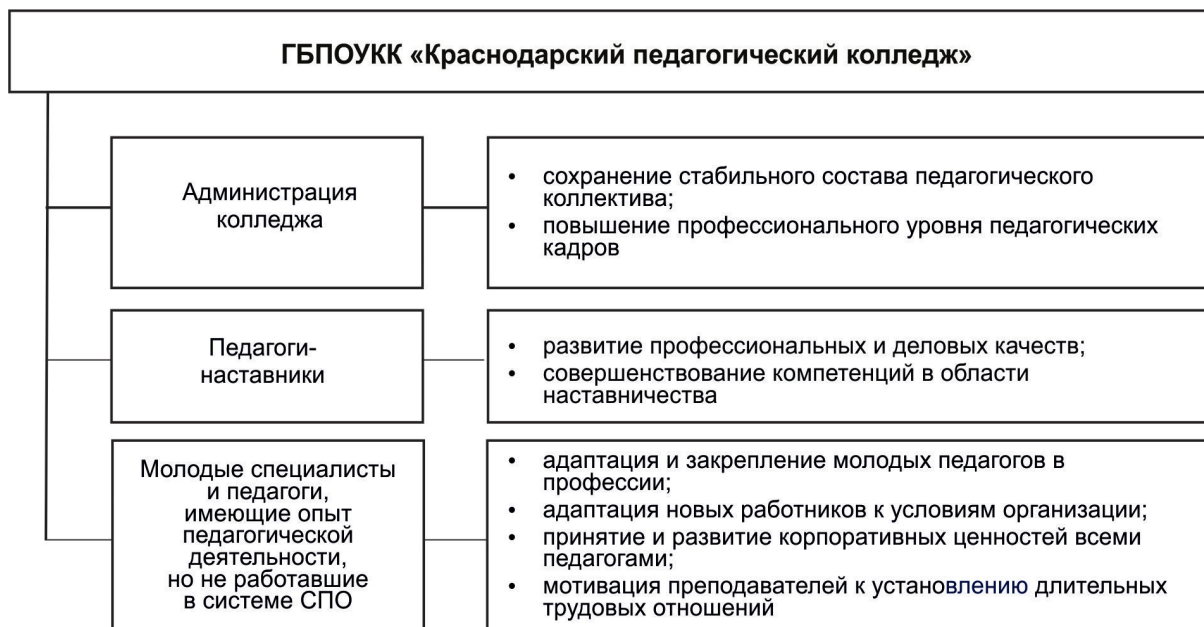 ГБПОУКК «Краснодарский педагогический колледж»
Администрация
колледжа
• сохранение стабильного состава педагогического
коллектива;
• повышение профессионального уровня педагогических
кадров
Педагоги-
наставники
• развитие профессиональных и деловых качеств;
• совершенствование компетенций в области
наставничества
Молодые специалисты
и педагоги,
имеющие опыт
педагогической
деятельности,
но не работавшие
в системе СПО
• адаптация и закрепление молодых педагогов в
профессии;
• адаптация новых работников к условиям организации;
• принятие и развитие корпоративных ценностей всеми
педагогами;
• мотивация преподавателей к установлению длительных
трудовых отношений